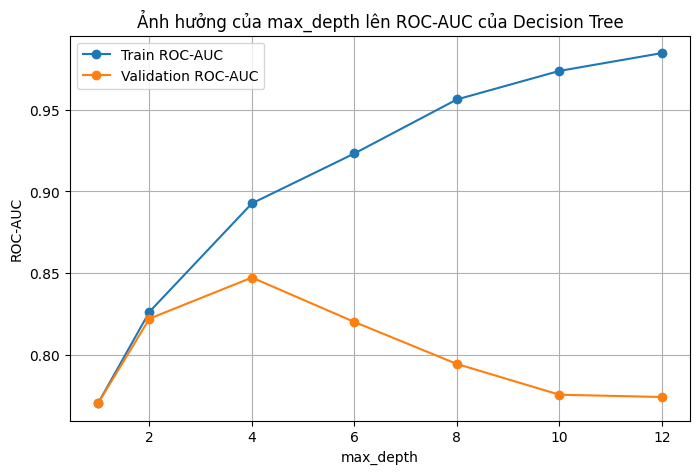 Ảnh hưởng của max_depth lên ROC-AUC của Decision Tree
Train ROC-AUC
Validation ROC-AUC
ROC-AUC
0.95
0.90
0.85
0.80
2 4 6 8 10 12
max_depth